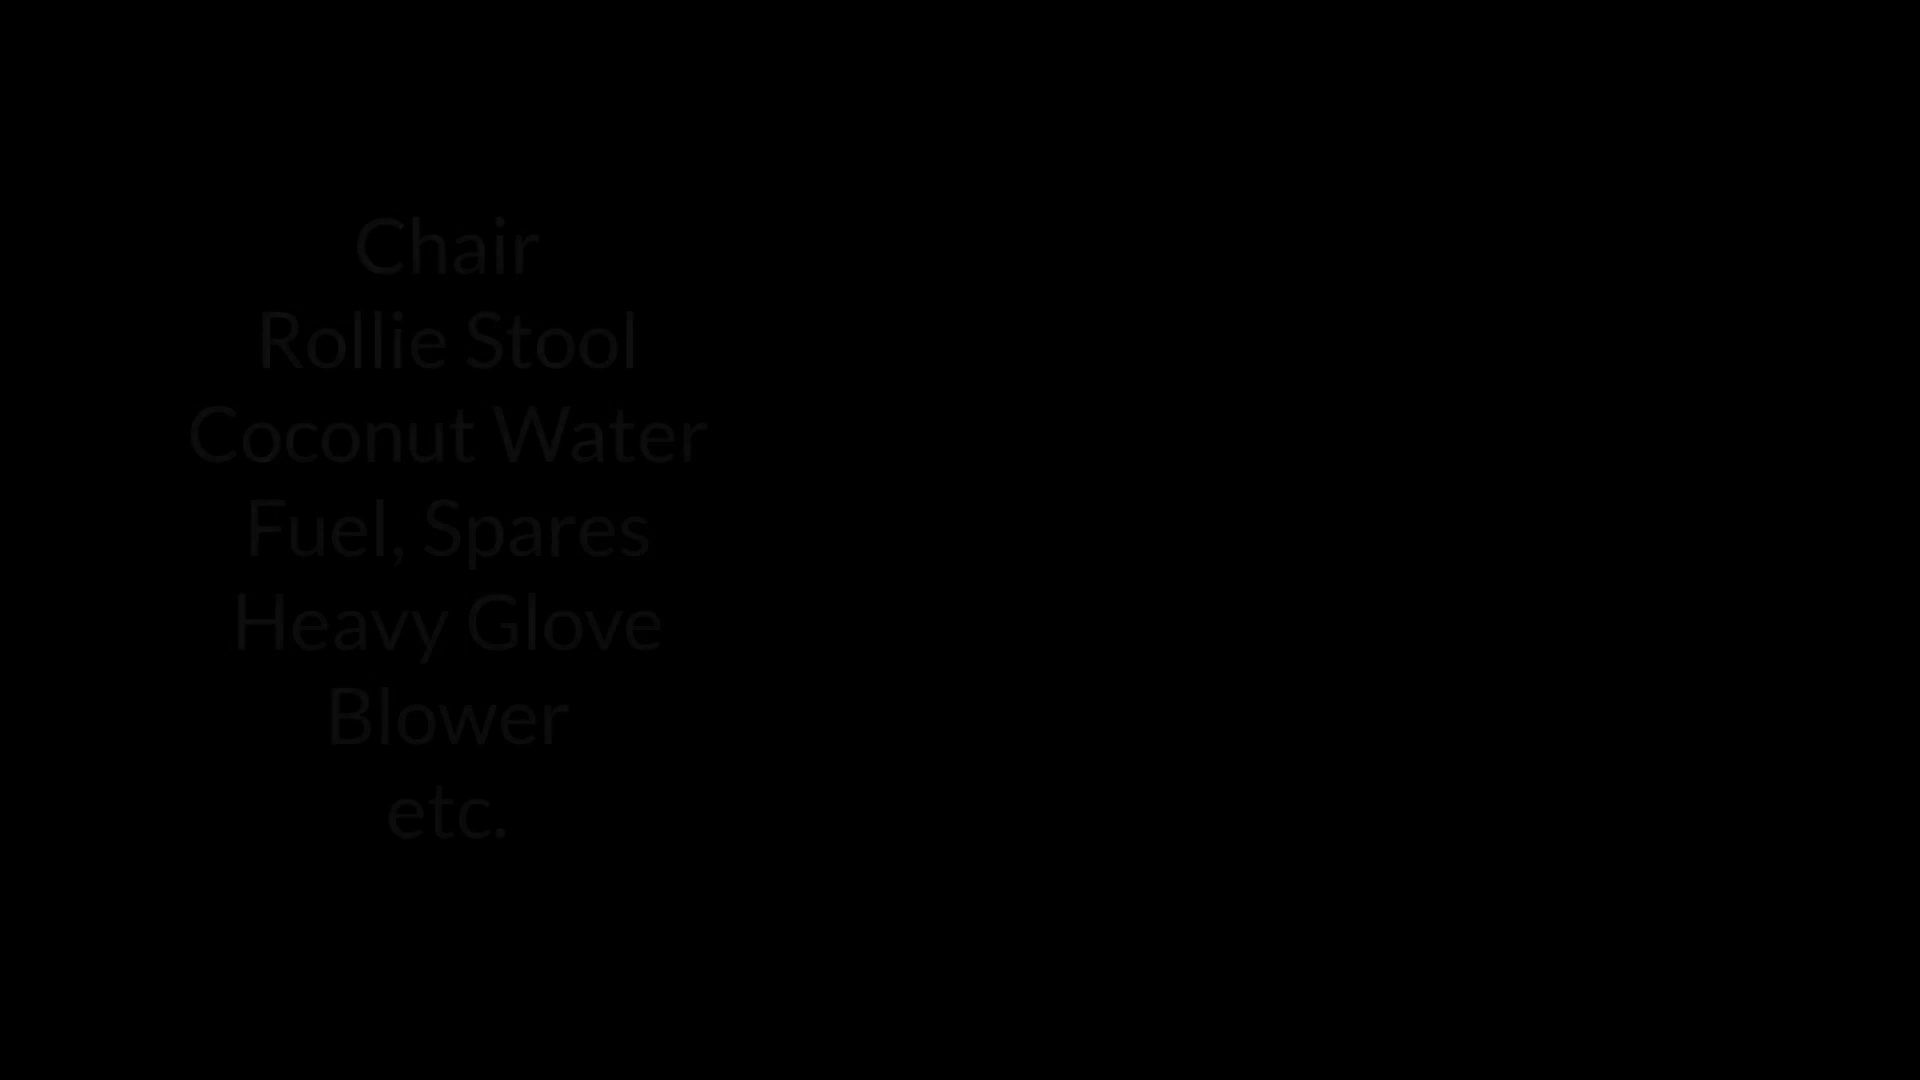 Chair
Rollie Stool
Coconut Water
Fuel, Spares
Heavy Glove
Blower
etc.